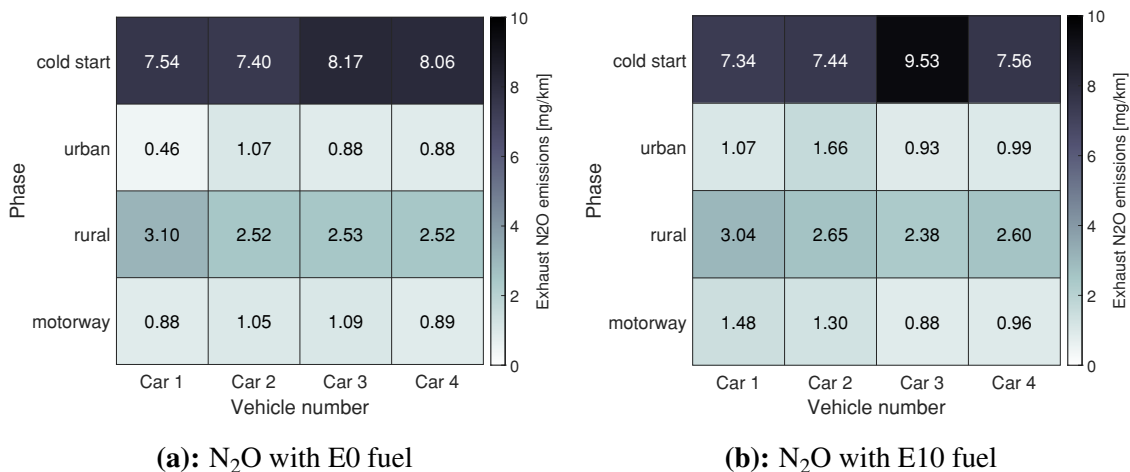 cold start 7.54 7.40 8.17 8.06
urban 0.46 1.07 0.88 0.88
rural 3.10 2.52 2.53 2.52
motorway 0.88 1.05 1.09 0.89
Car 1 Car 2 Car 3 Car 4
Vehicle number
Phase
10
8
6
4
2
0
Exhaust N2O emissions [mg/km]
(a): N₂O with E0 fuel
cold start 7.34 7.44 9.53 7.56
urban 1.07 1.66 0.93 0.99
rural 3.04 2.65 2.38 2.60
motorway 1.48 1.30 0.88 0.96
Car 1 Car 2 Car 3 Car 4
Vehicle number
Phase
10
8
6
4
2
0
Exhaust N2O emissions [mg/km]
(b): N₂O with E10 fuel